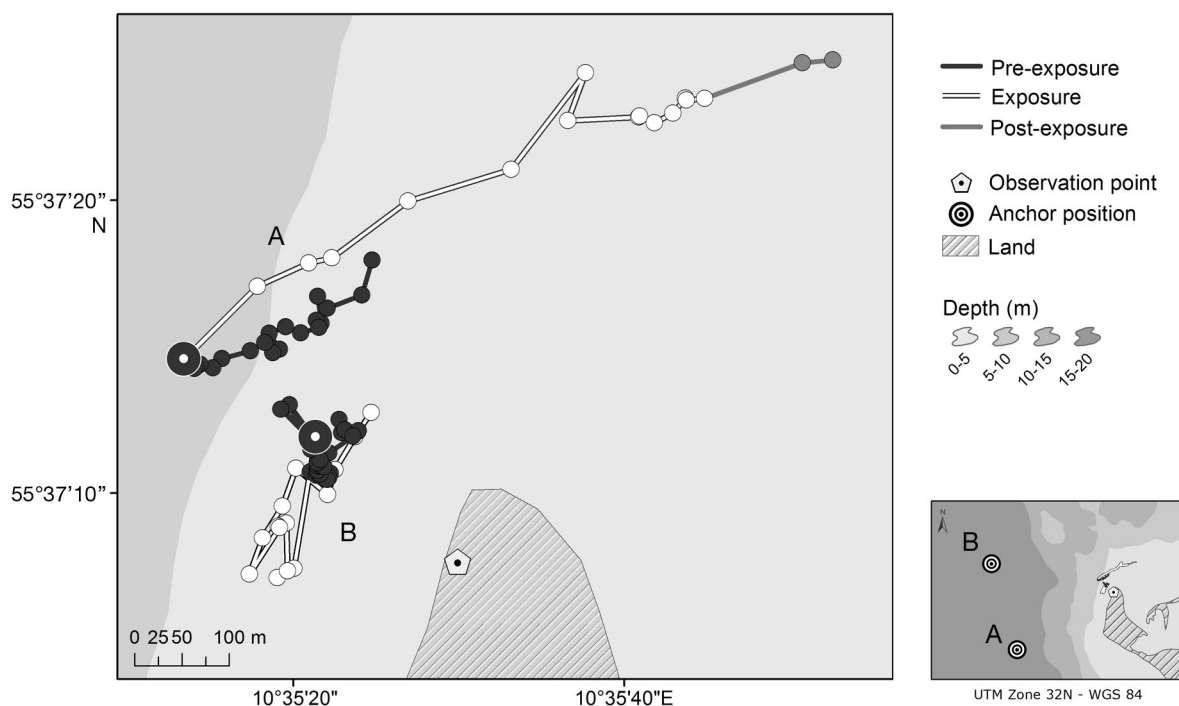 55°37'20"
N
55°37'10"
A
B
0 25 50 100 m
10°35'20"
10°35'40"E
Pre-exposure
Exposure
Post-exposure
Observation point
Anchor position
Land
Depth (m)
0-5 5-10 10-15 15-20
N
B
A
UTM Zone 32N - WGS 84